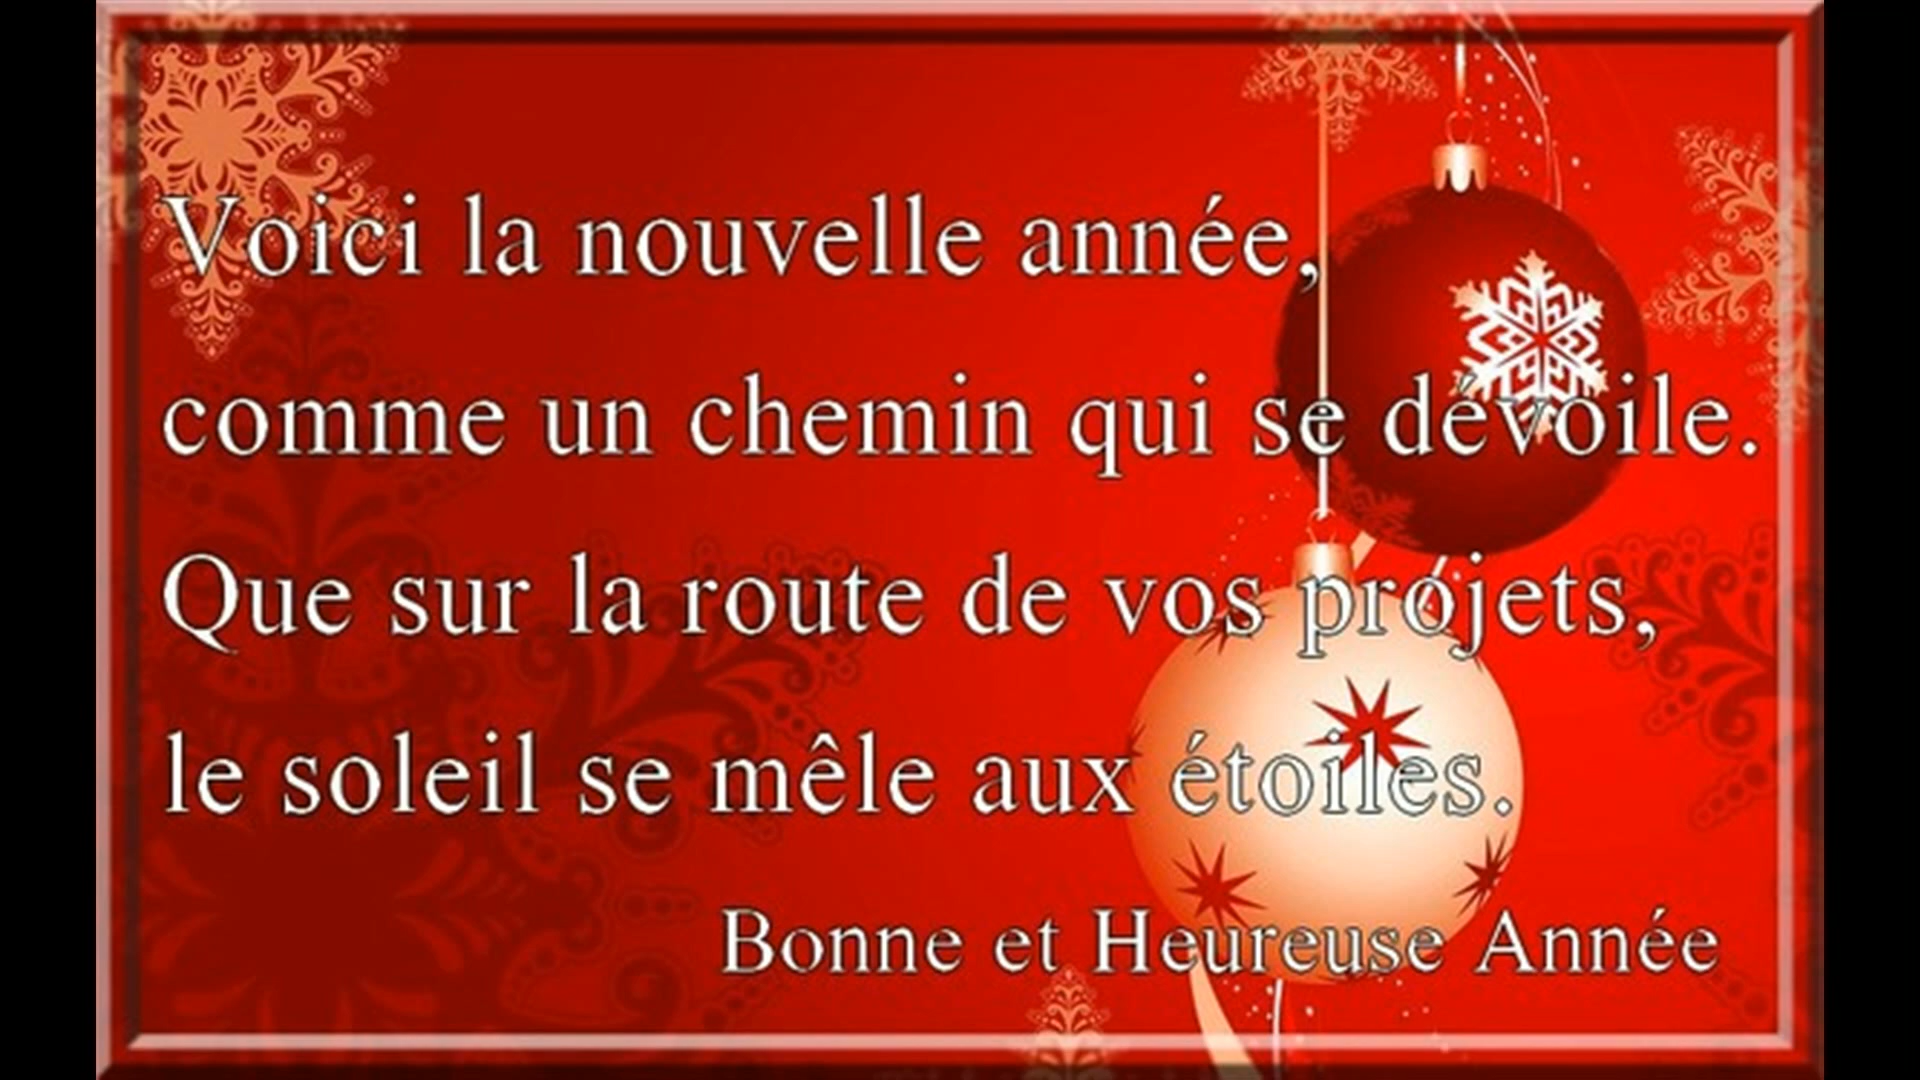 Voici la nouvelle année,
comme un chemin qui se dévoile.
Que sur la route de vos projets,
le soleil se mêle aux étoiles.
Bonne et Heureuse Année